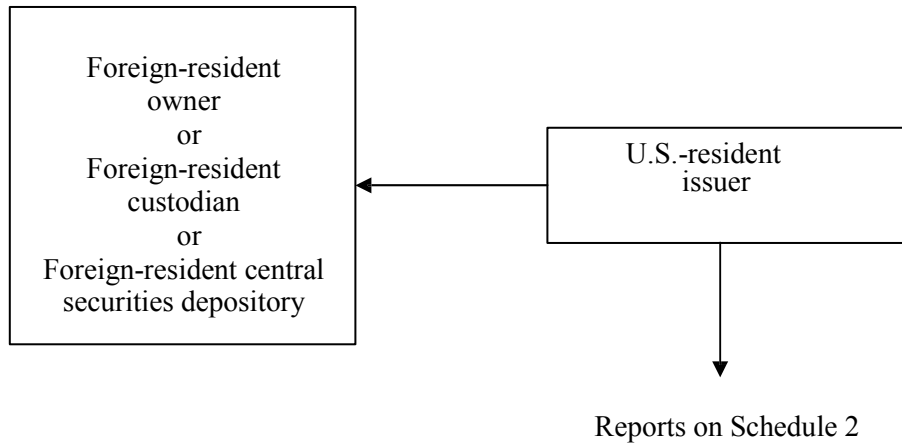 Foreign-resident
owner
or
Foreign-resident
custodian
or
Foreign-resident central
securities depository
U.S.-resident
issuer
Reports on Schedule 2